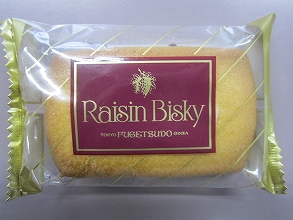 Raisin Bisky
TOKYO FUGETSUDO GINZA